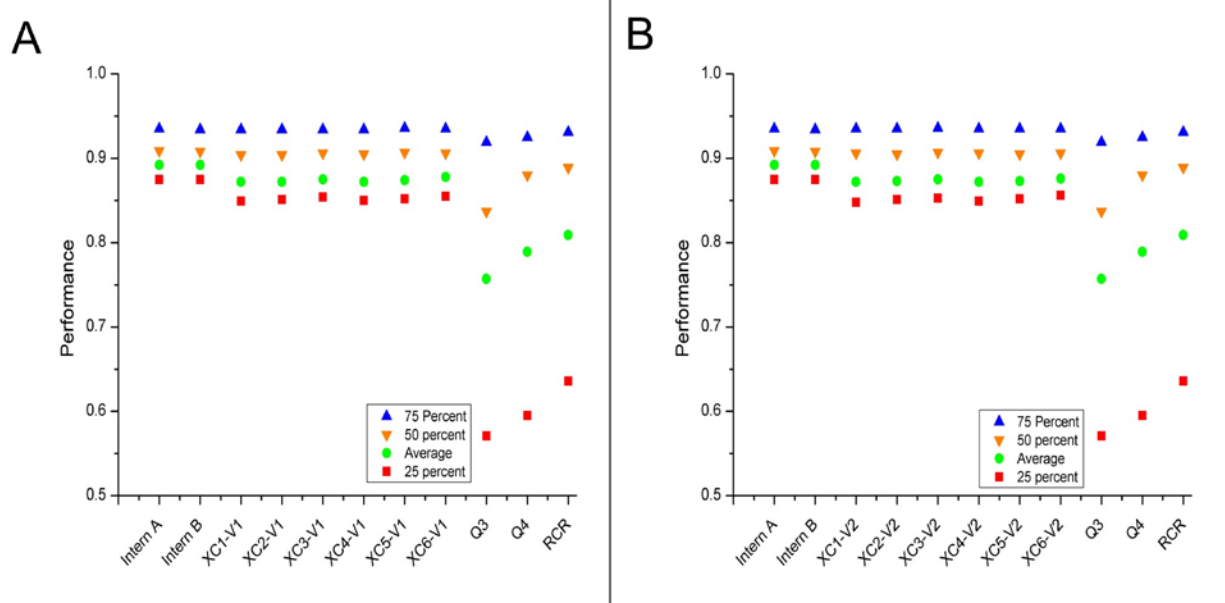 A
Performance
1.0
0.9
0.8
0.7
0.6
0.5
75 Percent
50 percent
Average
25 percent
Intern A
Intern B
XC1-V1
XC2-V1
XC3-V1
XC4-V1
XC5-V1
XC6-V1
Q3
Q4
RCR
B
Performance
1.0
0.9
0.8
0.7
0.6
0.5
75 Percent
50 percent
Average
25 percent
Intern A
Intern B
XC1-V2
XC2-V2
XC3-V2
XC4-V2
XC5-V2
XC6-V2
Q3
Q4
RCR